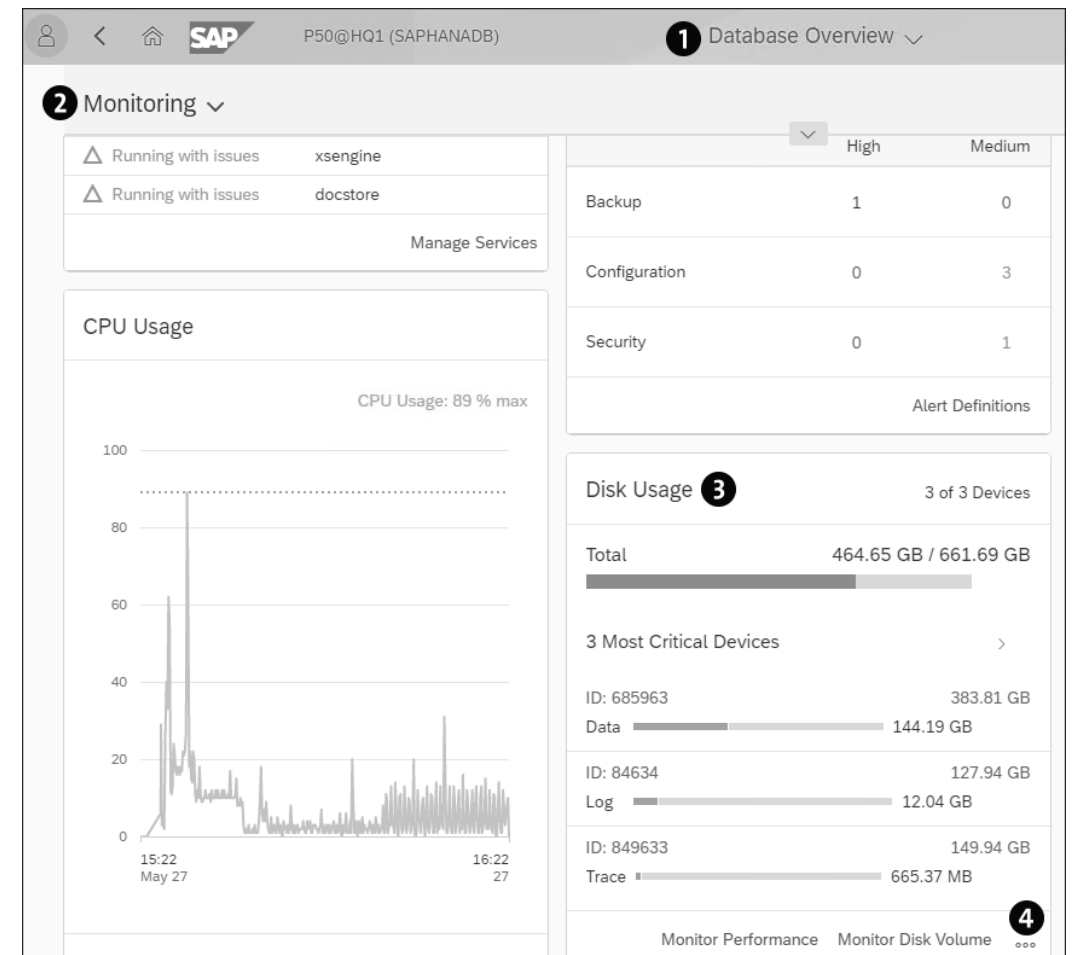 SAP P50@HQ1 (SAPHANADB) 1 Database Overview
2 Monitoring
Running with issues xsengine
Running with issues docstore
Manage Services
CPU Usage
CPU Usage: 89 % max
100
80
60
40
20
0
15:22 16:22
May 27 27
High Medium
Backup 1 0
Configuration 0 3
Security 0 1
Alert Definitions
Disk Usage 3 3 of 3 Devices
Total 464.65 GB / 661.69 GB
3 Most Critical Devices
ID: 685963 383.81 GB
Data 144.19 GB
ID: 84634 127.94 GB
Log 12.04 GB
ID: 849633 149.94 GB
Trace 665.37 MB
4
Monitor Performance Monitor Disk Volume